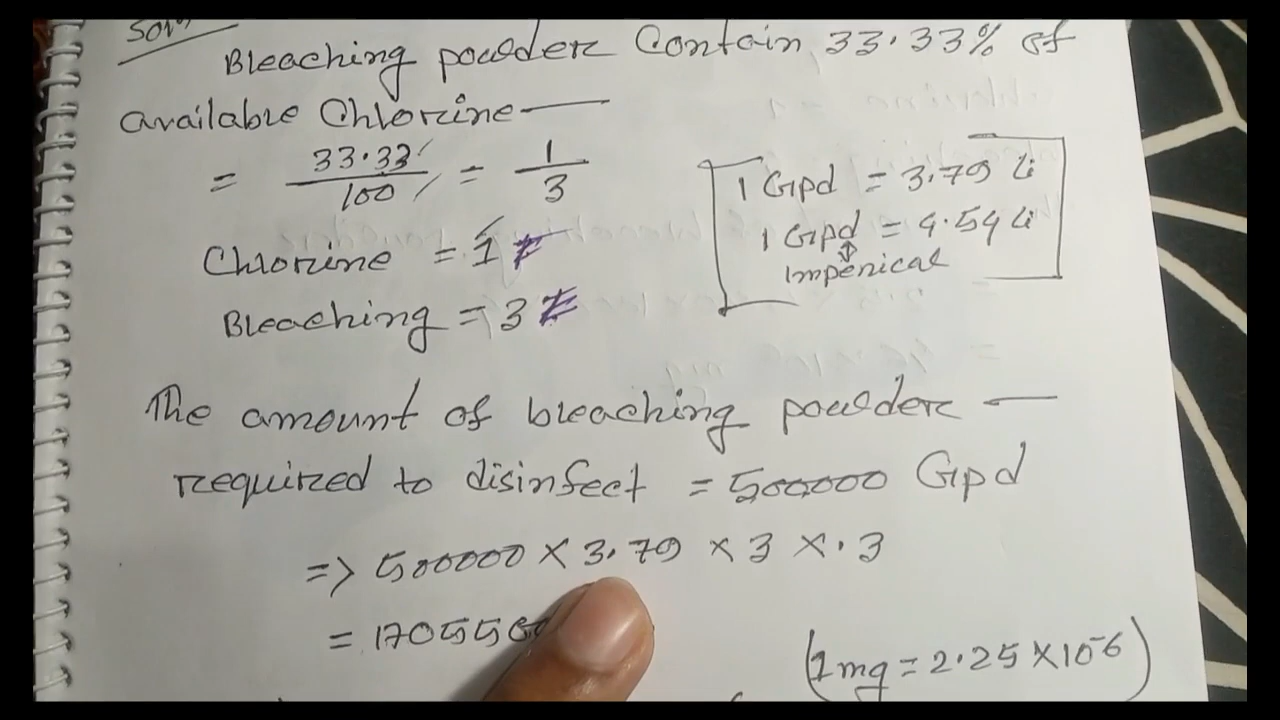 Soln
Bleaching powder Contain 33.33% of
available Chlorine —
= 33.33/100 = 1/3
1 Gpd = 3.79 Li
1 Gpd = 4.54 Li
Imperical
Chlorine = 1
Bleaching = 3
The amount of bleaching powder —
required to disinfect = 500000 Gpd
=> 500000 × 3.79 × 3 × .3
= 170550
(1mg = 2.25 × 10-6)